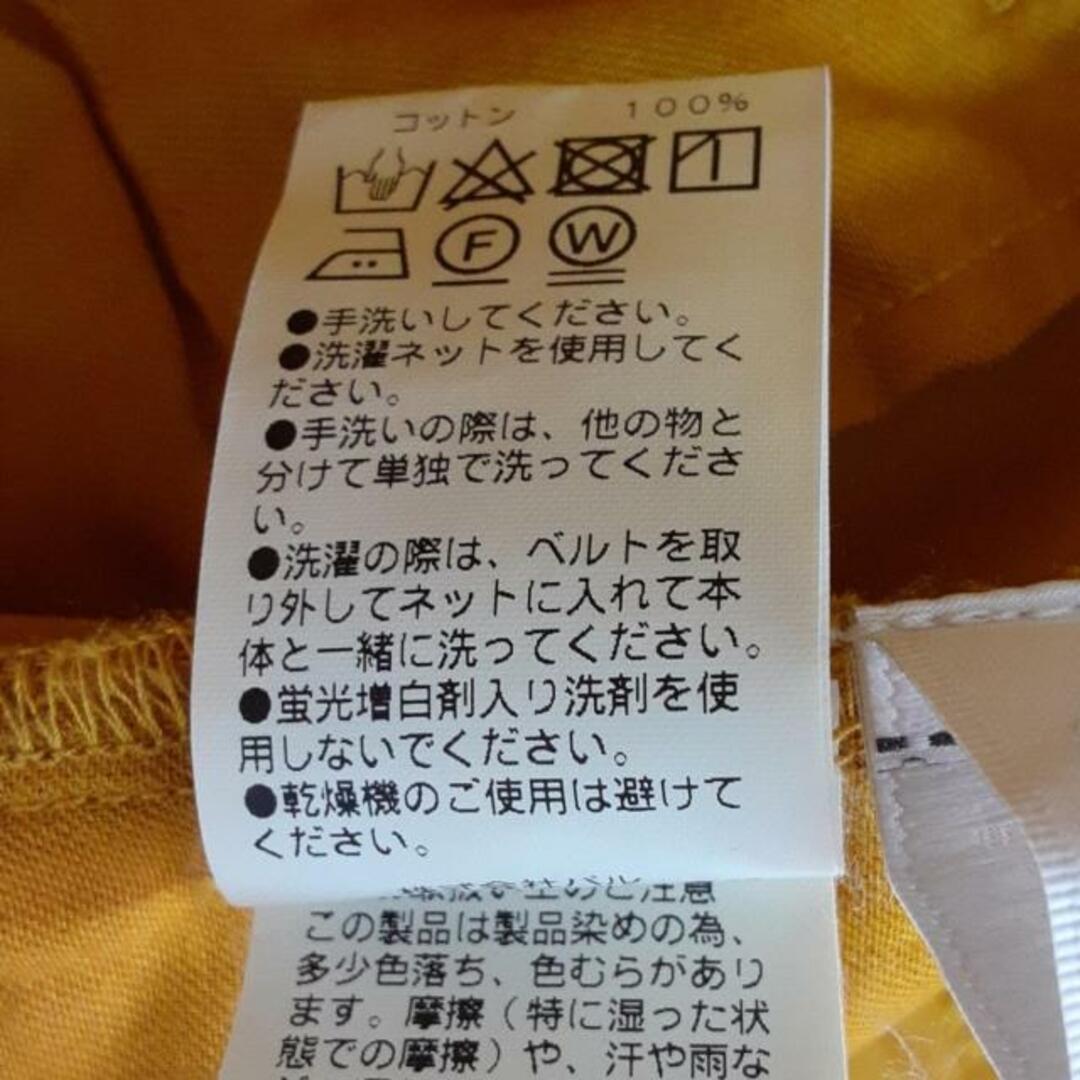 コットン 100%
F W
●手洗いしてください。
●洗濯ネットを使用してく
ださい。
●手洗いの際は、他の物と
分けて単独で洗ってくださ
い。
●洗濯の際は、ベルトを取
り外してネットに入れて本
体と一緒に洗ってください。
●蛍光増白剤入り洗剤を使
用しないでください。
●乾燥機のご使用は避けて
ください。
注意
この製品は製品染めの為、
多少色落ち、色むらがあり
ます。摩擦(特に湿った状
態での摩擦)や、汗や雨な